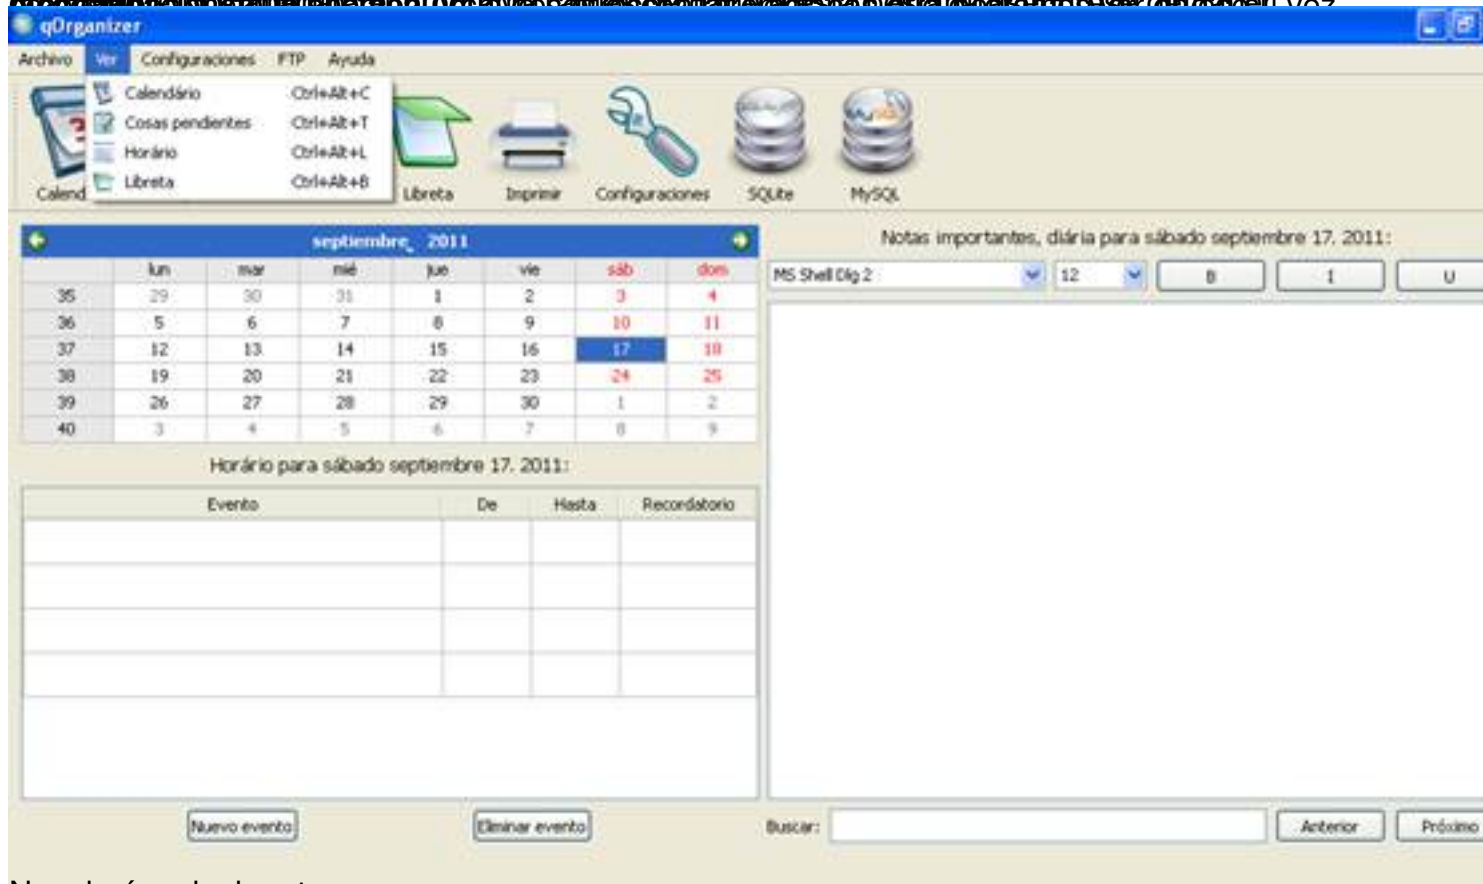 qOrganizer
Archivo Ver Configuraciones FTP Ayuda
Calendário Ctrl+Alt+C
Cosas pendientes Ctrl+Alt+T
Horário Ctrl+Alt+L
Libreta Ctrl+Alt+B
Calend Libreta Imprimir Configuraciones SQLite MySQL
septiembre, 2011
lun mar mié jue vie sáb dom
35 29 30 31 1 2 3 4
36 5 6 7 8 9 10 11
37 12 13 14 15 16 17 18
38 19 20 21 22 23 24 25
39 26 27 28 29 30 1 2
40 3 4 5 6 7 8 9
Horário para sábado septiembre 17. 2011:
Evento De Hasta Recordatorio
Nuevo evento Eliminar evento
Notas importantes, diária para sábado septiembre 17. 2011:
MS Shell Dlg 2 12 B I U
Buscar: Anterior Próximo